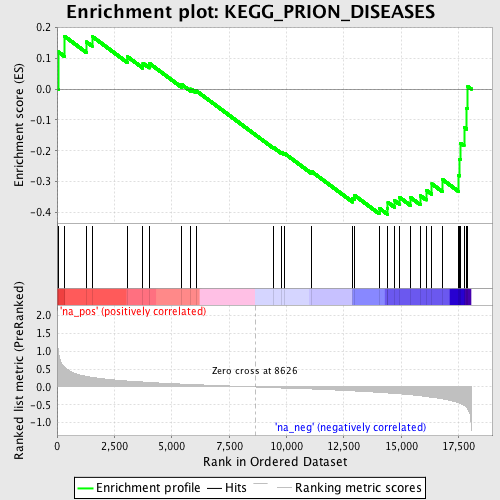 Enrichment plot: KEGG_PRION_DISEASES
Enrichment score (ES)
0.2
0.1
0.0
-0.1
-0.2
-0.3
-0.4
'na_pos' (positively correlated)
Ranked list metric (PreRanked)
2.0
1.5
1.0
0.5
0.0
-0.5
-1.0
Zero cross at 8626
'na_neg' (negatively correlated)
0 2,500 5,000 7,500 10,000 12,500 15,000 17,500
Rank in Ordered Dataset
Enrichment profile Hits Ranking metric scores